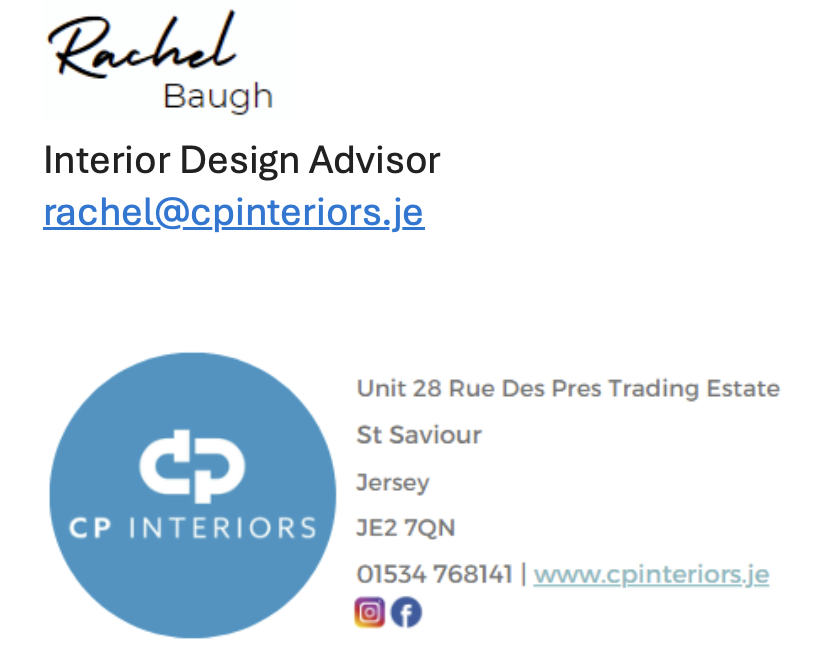 Rachel
Baugh
Interior Design Advisor
rachel@cpinteriors.je
cp
CP INTERIORS
Unit 28 Rue Des Pres Trading Estate
St Saviour
Jersey
JE2 7QN
01534 768141 | www.cpinteriors.je